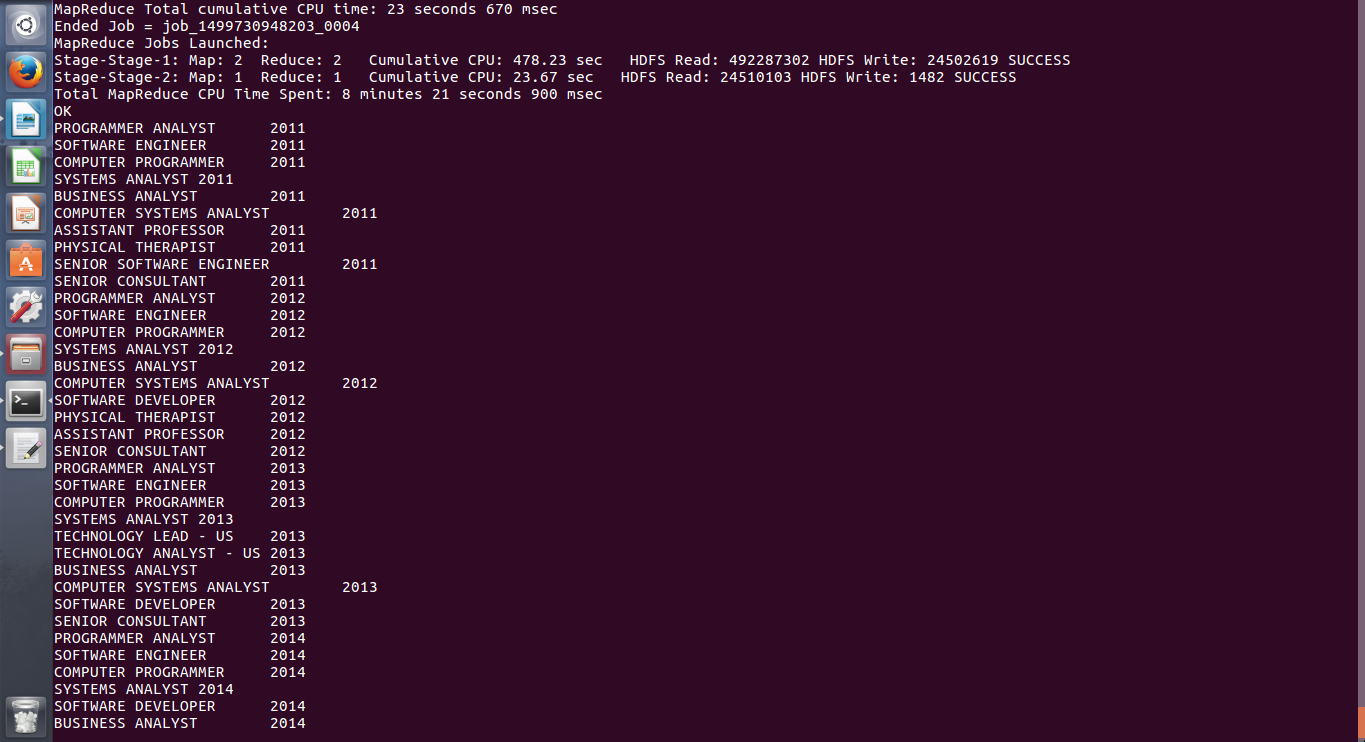 MapReduce Total cumulative CPU time: 23 seconds 670 msec
Ended Job = job_1499730948203_0004
MapReduce Jobs Launched:
Stage-Stage-1: Map: 2  Reduce: 2   Cumulative CPU: 478.23 sec   HDFS Read: 492287302 HDFS Write: 24502619 SUCCESS
Stage-Stage-2: Map: 1  Reduce: 1   Cumulative CPU: 23.67 sec   HDFS Read: 24510103 HDFS Write: 1482 SUCCESS
Total MapReduce CPU Time Spent: 8 minutes 21 seconds 900 msec
OK
PROGRAMMER ANALYST      2011
SOFTWARE ENGINEER       2011
COMPUTER PROGRAMMER     2011
SYSTEMS ANALYST 2011
BUSINESS ANALYST        2011
COMPUTER SYSTEMS ANALYST        2011
ASSISTANT PROFESSOR     2011
PHYSICAL THERAPIST      2011
SENIOR SOFTWARE ENGINEER        2011
SENIOR CONSULTANT       2011
PROGRAMMER ANALYST      2012
SOFTWARE ENGINEER       2012
COMPUTER PROGRAMMER     2012
SYSTEMS ANALYST 2012
BUSINESS ANALYST        2012
COMPUTER SYSTEMS ANALYST        2012
SOFTWARE DEVELOPER      2012
PHYSICAL THERAPIST      2012
ASSISTANT PROFESSOR     2012
SENIOR CONSULTANT       2012
PROGRAMMER ANALYST      2013
SOFTWARE ENGINEER       2013
COMPUTER PROGRAMMER     2013
SYSTEMS ANALYST 2013
TECHNOLOGY LEAD - US    2013
TECHNOLOGY ANALYST - US 2013
BUSINESS ANALYST        2013
COMPUTER SYSTEMS ANALYST        2013
SOFTWARE DEVELOPER      2013
SENIOR CONSULTANT       2013
PROGRAMMER ANALYST      2014
SOFTWARE ENGINEER       2014
COMPUTER PROGRAMMER     2014
SYSTEMS ANALYST 2014
SOFTWARE DEVELOPER      2014
BUSINESS ANALYST        2014